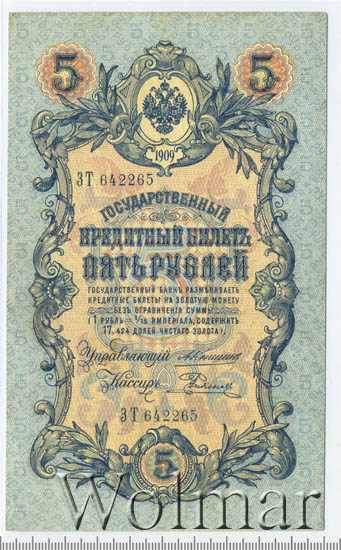 5 5
1909
ЗТ 642265
ГОСУДАРСТВЕННЫЙ
КРЕДИТНЫЙ БИЛЕТЪ
ПЯТЬ РУБЛЕЙ
ГОСУДАРСТВЕННЫЙ БАНКЪ РАЗМѢНИВАЕТЪ
КРЕДИТНЫЕ БИЛЕТЫ НА ЗОЛОТУЮ МОНЕТУ
БЕЗЪ ОГРАНИЧЕНІЯ СУММЫ
(1 РУБЛЬ = 1/15 ИМПЕРІАЛА, СОДЕРЖИТЪ
17,424 ДОЛЕЙ ЧИСТАГО ЗОЛОТА).
Управляющій
Кассиръ
ЗТ 642265
5
Wolmar